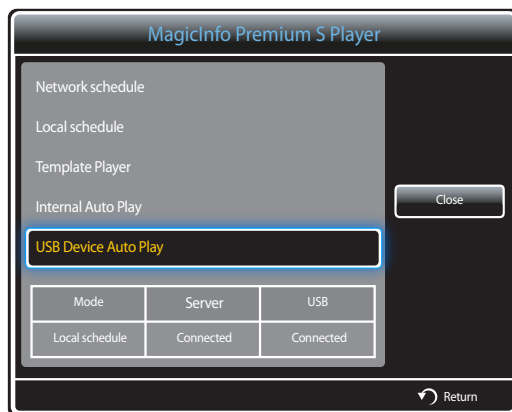 MagicInfo Premium S Player
Network schedule
Local schedule
Template Player
Internal Auto Play
Close
USB Device Auto Play
Mode Server USB
Local schedule Connected Connected
Return